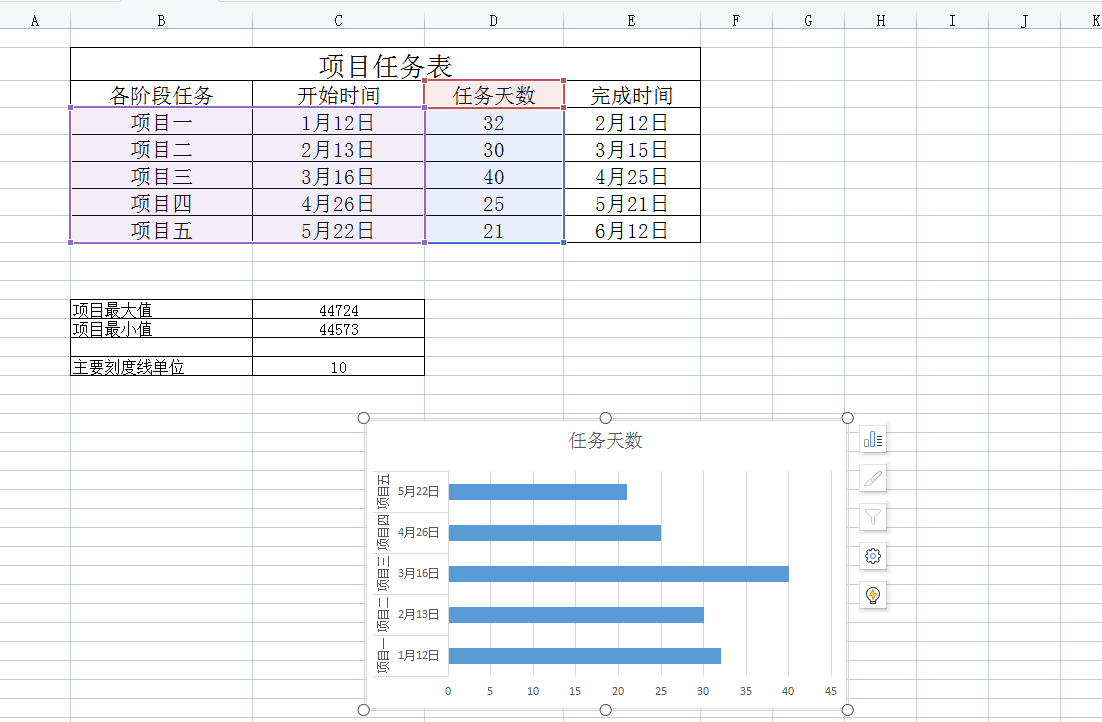 A B C D E F G H I J K
项目任务表
各阶段任务 开始时间 任务天数 完成时间
项目一 1月12日 32 2月12日
项目二 2月13日 30 3月15日
项目三 3月16日 40 4月25日
项目四 4月26日 25 5月21日
项目五 5月22日 21 6月12日
项目最大值 44724
项目最小值 44573
主要刻度线单位 10
任务天数
项目五 5月22日
项目四 4月26日
项目三 3月16日
项目二 2月13日
项目一 1月12日
0 5 10 15 20 25 30 35 40 45